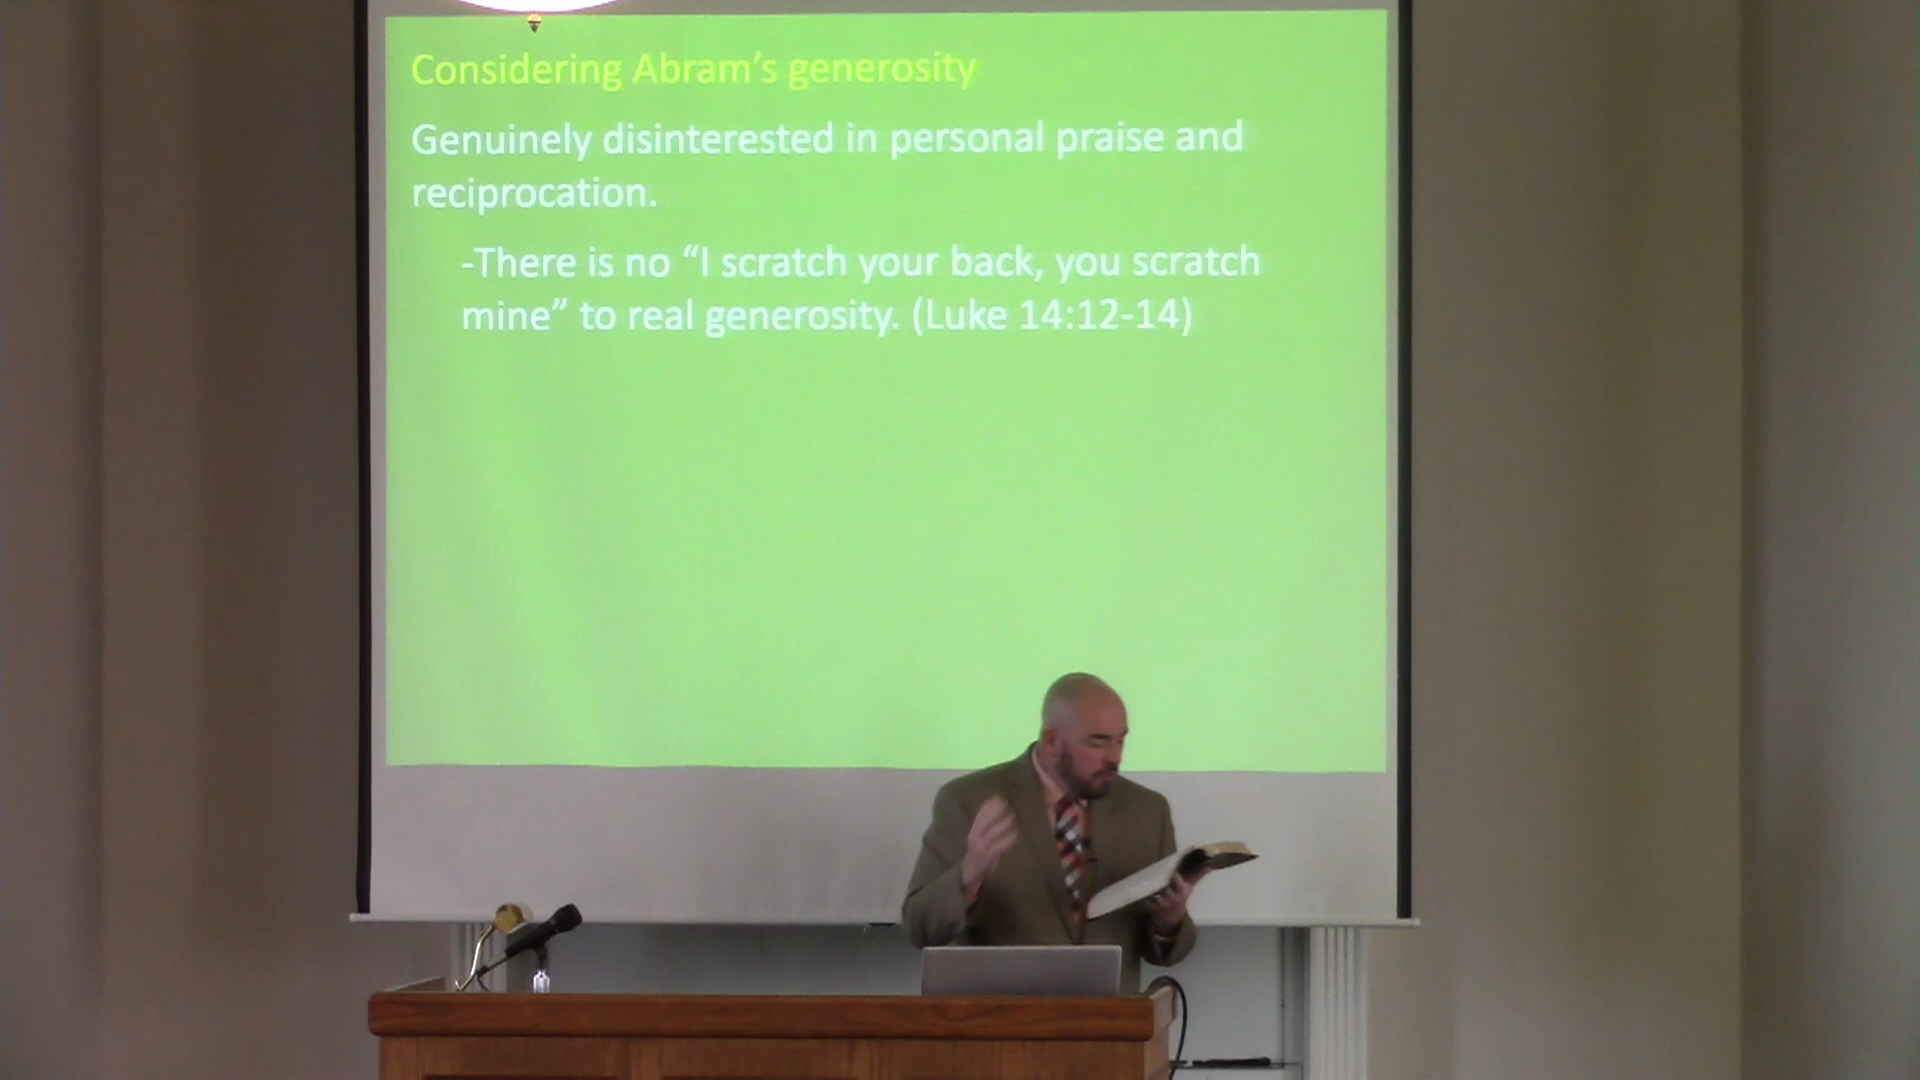 Considering Abram’s generosity
Genuinely disinterested in personal praise and
reciprocation.
-There is no “I scratch your back, you scratch
mine” to real generosity. (Luke 14:12-14)